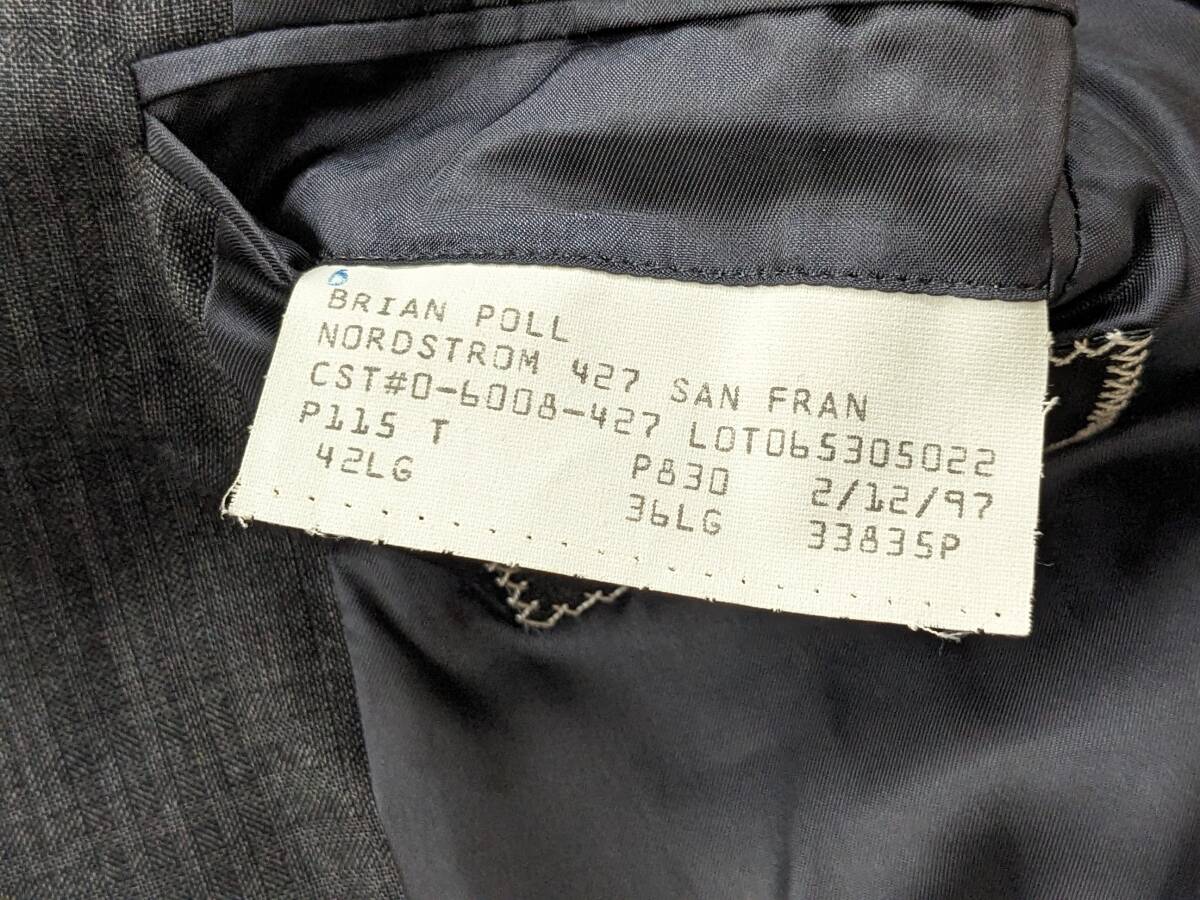 6
BRIAN POLL
NORDSTROM 427 SAN FRAN
CST#0-6008-427 LOT065305022
P115 T P830 2/12/97
42LG 36LG 33835P